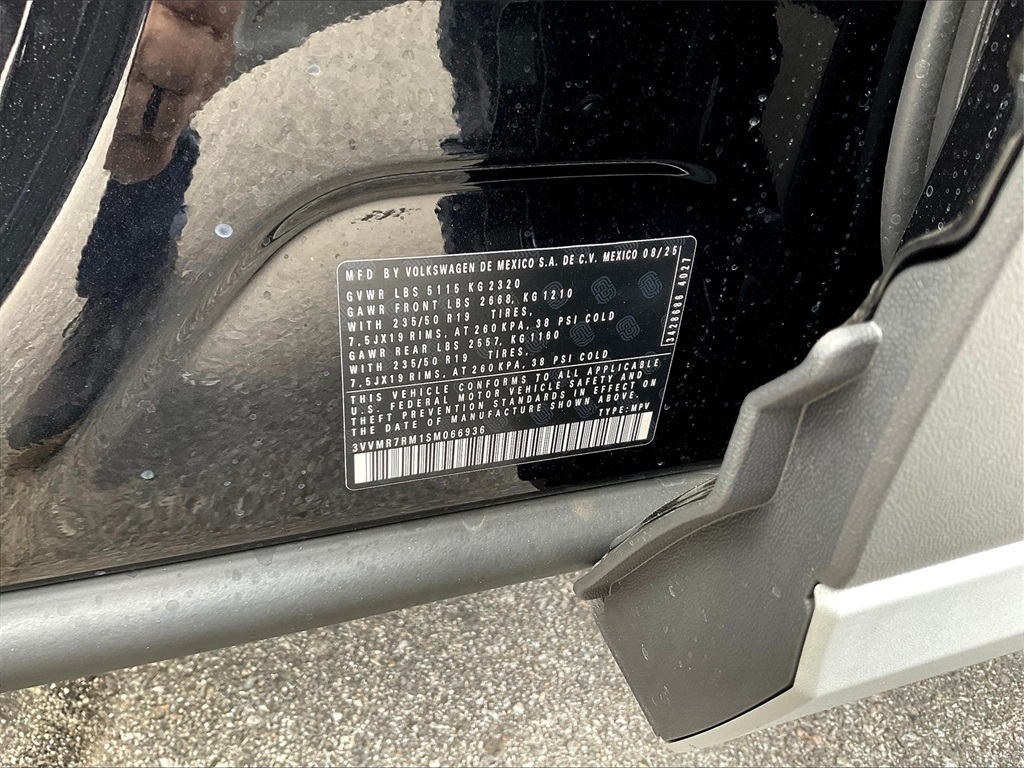 MFD BY VOLKSWAGEN DE MEXICO S.A. DE C.V. MEXICO 08/25
GVWR LBS 5115 KG 2320
GAWR FRONT LBS 2668, KG 1210
WITH 235/50 R19 TIRES,
7.5JX19 RIMS, AT 260 KPA, 38 PSI COLD
GAWR REAR LBS 2557, KG 1160
WITH 235/50 R19 TIRES,
7.5JX19 RIMS, AT 260 KPA, 38 PSI COLD
THIS VEHICLE CONFORMS TO ALL APPLICABLE
U.S. FEDERAL MOTOR VEHICLE SAFETY AND
THEFT PREVENTION STANDARDS IN EFFECT ON
THE DATE OF MANUFACTURE SHOWN ABOVE.
3VVMR7RM1SM066936 TYPE: MPV
3A28686 4027